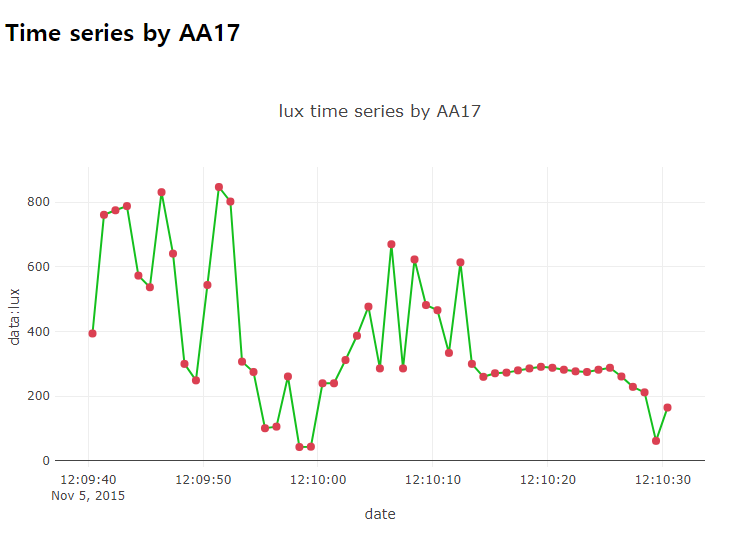 Time series by AA17
lux time series by AA17
800
600
400
200
0
data:lux
12:09:40 12:09:50 12:10:00 12:10:10 12:10:20 12:10:30
Nov 5, 2015
date